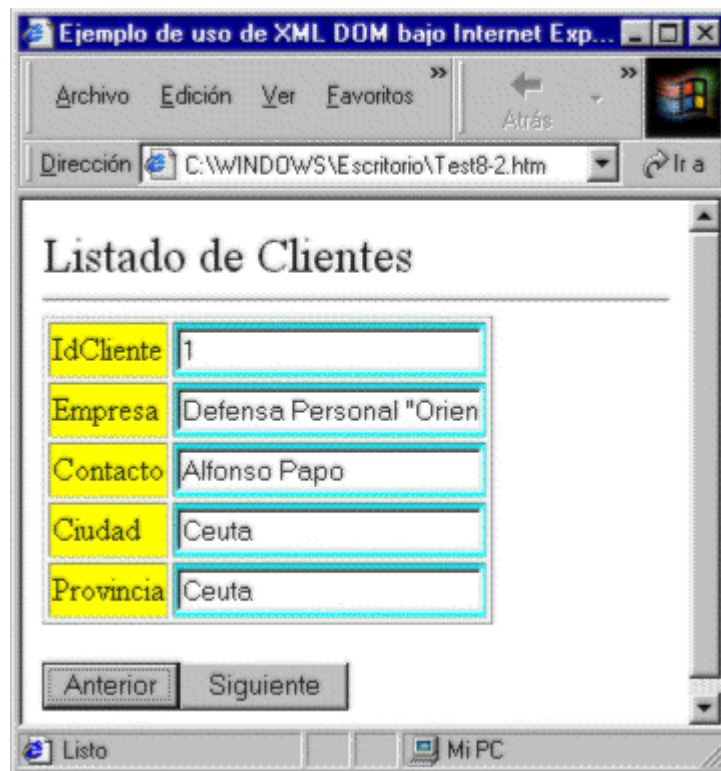 Ejemplo de uso de XML DOM bajo Internet Exp...
Archivo Edición Ver Favoritos » Atrás »
Dirección C:\WINDOWS\Escritorio\Test8-2.htm Ir a
Listado de Clientes
IdCliente 1
Empresa Defensa Personal "Orien
Contacto Alfonso Papo
Ciudad Ceuta
Provincia Ceuta
Anterior Siguiente
Listo Mi PC